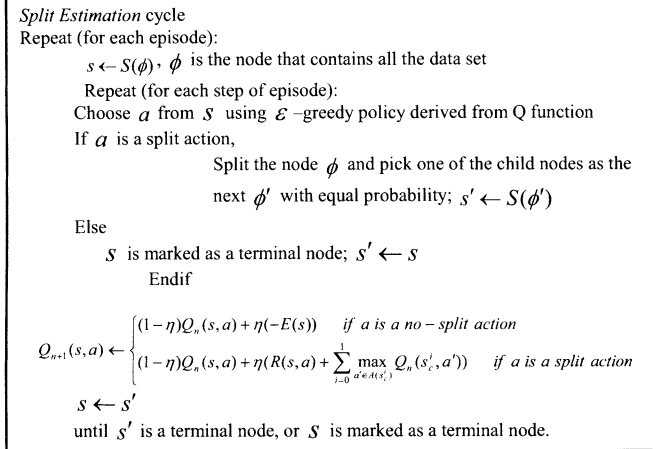 Split Estimation cycle
Repeat (for each episode):
s ← S(ϕ), ϕ is the node that contains all the data set
Repeat (for each step of episode):
Choose a from s using ε –greedy policy derived from Q function
If a is a split action,
Split the node ϕ and pick one of the child nodes as the
next ϕ' with equal probability; s' ← S(ϕ')
Else
s is marked as a terminal node; s' ← s
Endif
Q_{n+1}(s,a) ← { (1−η)Q_n(s,a) + η(−E(s)) if a is a no − split action
(1−η)Q_n(s,a) + η(R(s,a) + ∑_{i=0}^{1} max_{a'∈A(s_c^i)} Q_n(s_c^i,a')) if a is a split action
s ← s'
until s' is a terminal node, or s is marked as a terminal node.